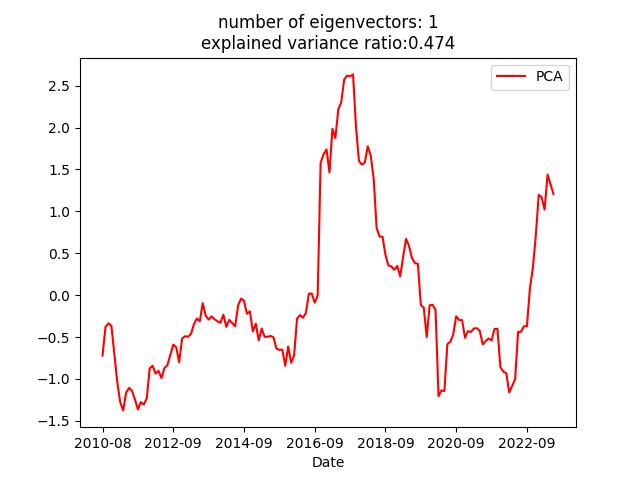 number of eigenvectors: 1
explained variance ratio:0.474
PCA
2.5
2.0
1.5
1.0
0.5
0.0
−0.5
−1.0
−1.5
2010-08 2012-09 2014-09 2016-09 2018-09 2020-09 2022-09
Date